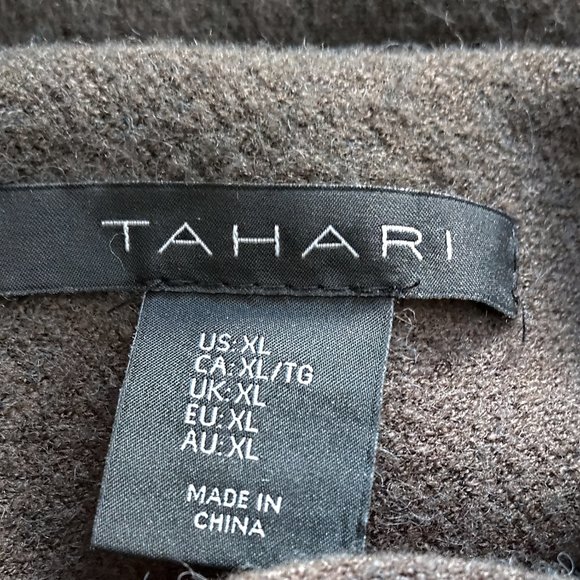 TAHARI
US: XL
CA: XL/TG
UK: XL
EU: XL
AU: XL
MADE IN
CHINA